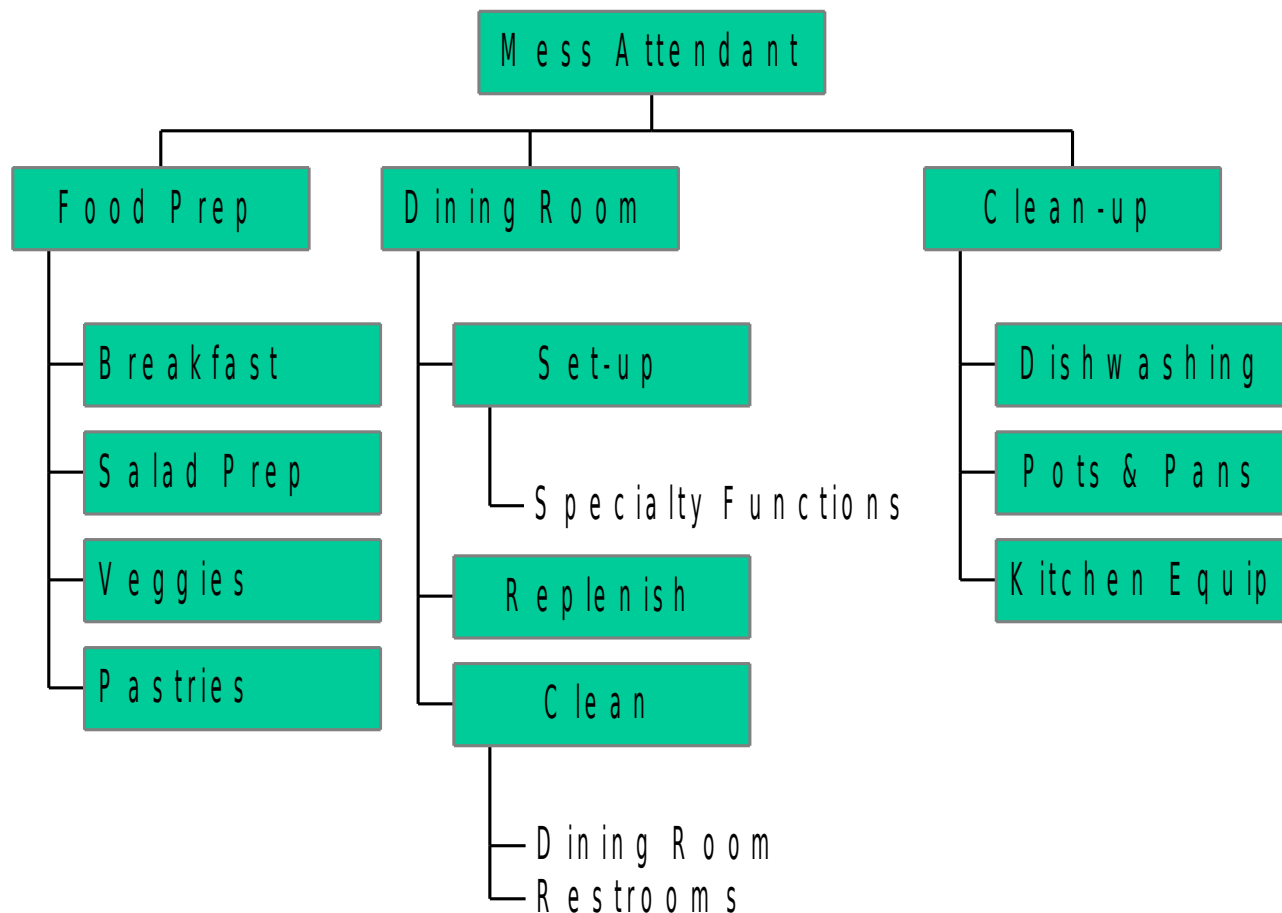 Mess Attendant
Food Prep
Dining Room
Clean-up
Breakfast
Salad Prep
Veggies
Pastries
Set-up
Specialty Functions
Replenish
Clean
Dining Room
Restrooms
Dishwashing
Pots & Pans
Kitchen Equip